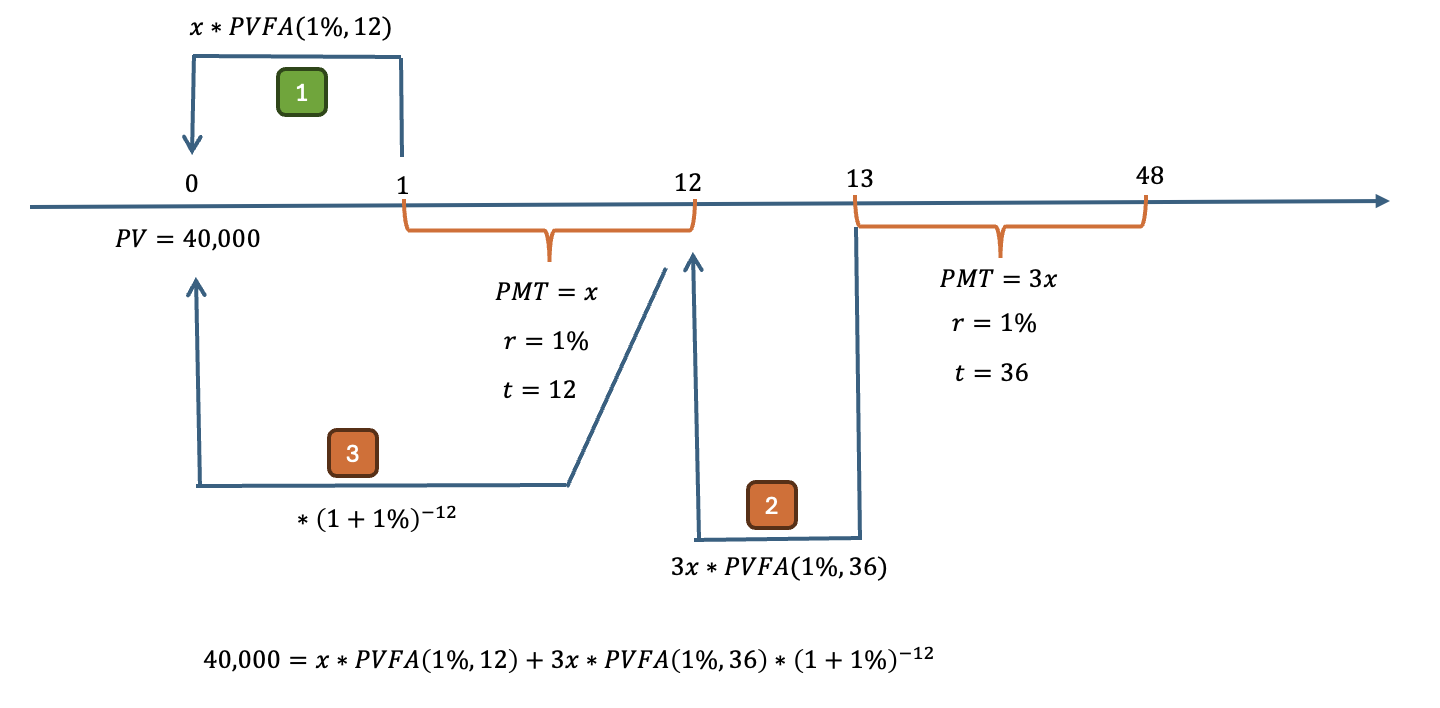 x * PVFA(1%, 12)
1
0
1
12
13
48
PV = 40,000
PMT = x
r = 1%
t = 12
PMT = 3x
r = 1%
t = 36
3
* (1 + 1%)⁻¹²
2
3x * PVFA(1%, 36)
40,000 = x * PVFA(1%, 12) + 3x * PVFA(1%, 36) * (1 + 1%)⁻¹²